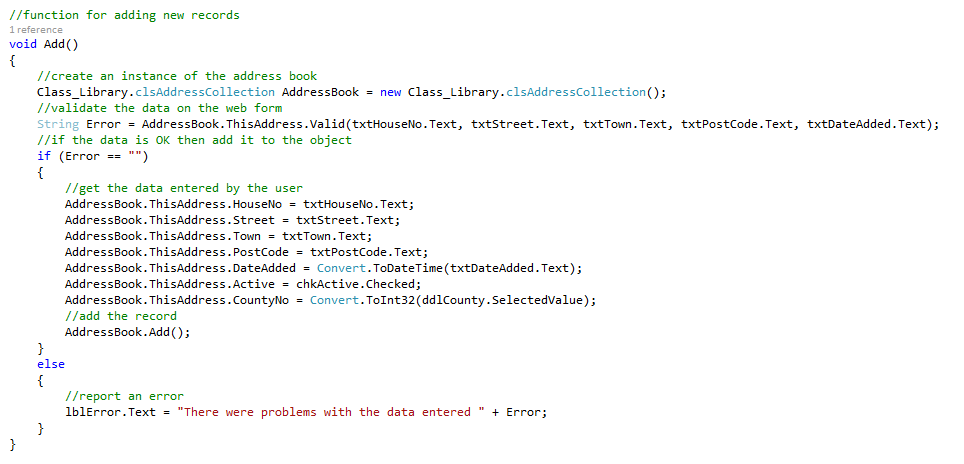 //function for adding new records
1 reference
void Add()
{
//create an instance of the address book
Class_Library.clsAddressCollection AddressBook = new Class_Library.clsAddressCollection();
//validate the data on the web form
String Error = AddressBook.ThisAddress.Valid(txtHouseNo.Text, txtStreet.Text, txtTown.Text, txtPostCode.Text, txtDateAdded.Text);
//if the data is OK then add it to the object
if (Error == "")
{
//get the data entered by the user
AddressBook.ThisAddress.HouseNo = txtHouseNo.Text;
AddressBook.ThisAddress.Street = txtStreet.Text;
AddressBook.ThisAddress.Town = txtTown.Text;
AddressBook.ThisAddress.PostCode = txtPostCode.Text;
AddressBook.ThisAddress.DateAdded = Convert.ToDateTime(txtDateAdded.Text);
AddressBook.ThisAddress.Active = chkActive.Checked;
AddressBook.ThisAddress.CountyNo = Convert.ToInt32(ddlCounty.SelectedValue);
//add the record
AddressBook.Add();
}
else
{
//report an error
lblError.Text = "There were problems with the data entered " + Error;
}
}